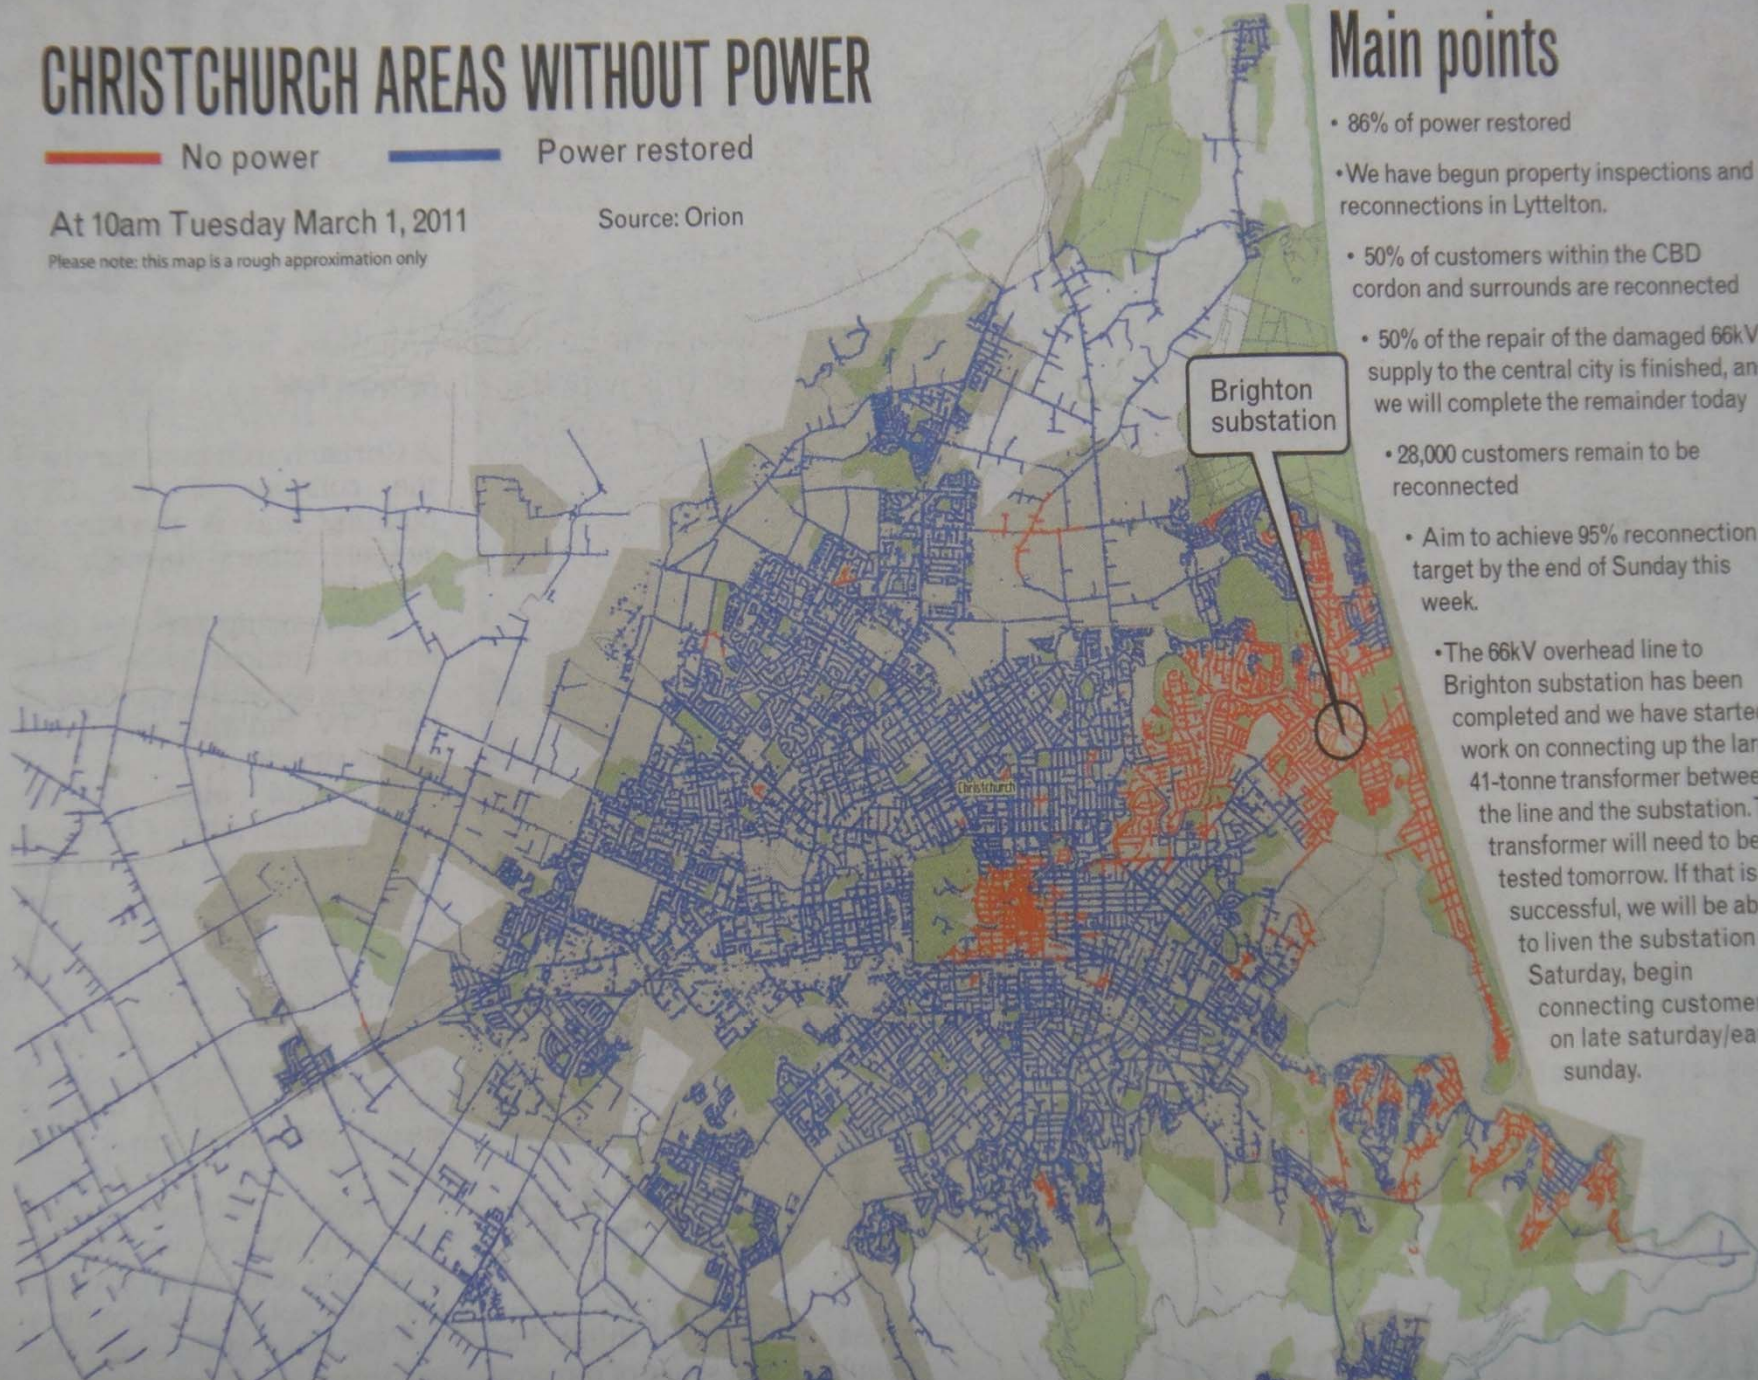 CHRISTCHURCH AREAS WITHOUT POWER
No power
Power restored
At 10am Tuesday March 1, 2011
Source: Orion
Please note: this map is a rough approximation only
Brighton
substation
Christchurch
Main points
• 86% of power restored
•We have begun property inspections and
reconnections in Lyttelton.
• 50% of customers within the CBD
cordon and surrounds are reconnected
• 50% of the repair of the damaged 66kV
supply to the central city is finished, an
we will complete the remainder today
• 28,000 customers remain to be
reconnected
• Aim to achieve 95% reconnection
target by the end of Sunday this
week.
•The 66kV overhead line to
Brighton substation has been
completed and we have starte
work on connecting up the lar
41-tonne transformer betwee
the line and the substation.
transformer will need to be
tested tomorrow. If that is
successful, we will be ab
to liven the substation
Saturday, begin
connecting custome
on late saturday/ea
sunday.